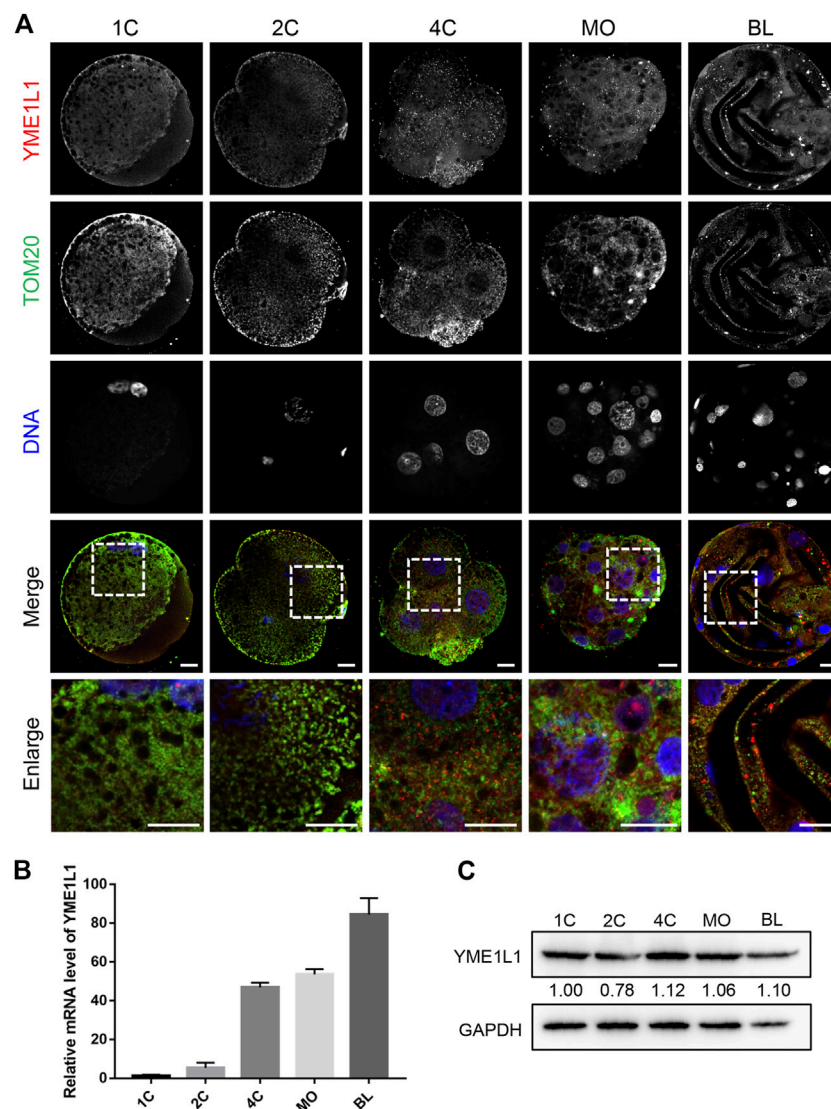 A
1C 2C 4C MO BL
YME1L1
TOM20
DNA
Merge
Enlarge
B
Relative mRNA level of YME1L1
100
80
60
40
20
0
1C 2C 4C MO BL
C
1C 2C 4C MO BL
YME1L1
1.00 0.78 1.12 1.06 1.10
GAPDH